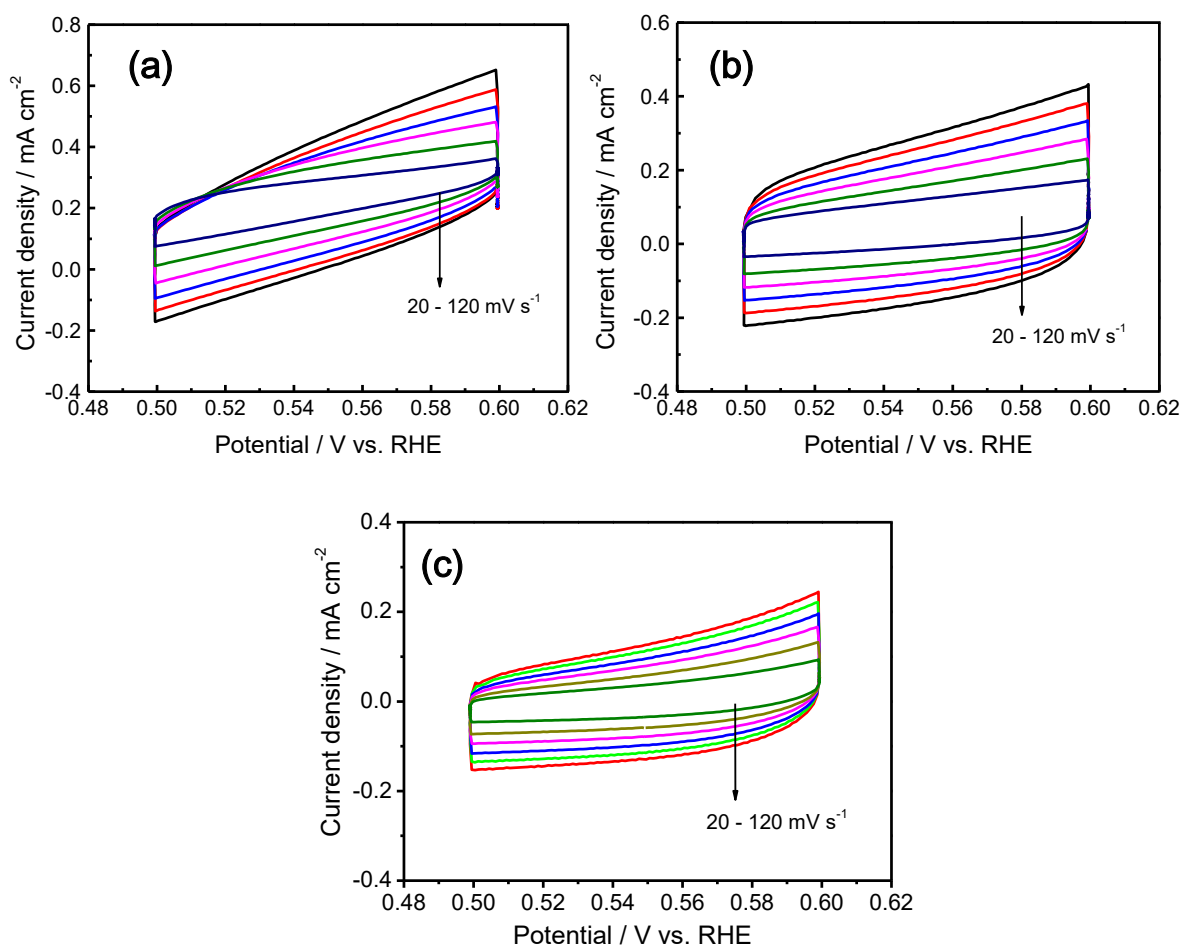 (a)
0.8
0.6
0.4
0.2
0.0
-0.2
-0.4
Current density / mA cm⁻²
20 - 120 mV s⁻¹
0.48 0.50 0.52 0.54 0.56 0.58 0.60 0.62
Potential / V vs. RHE
(b)
0.6
0.4
0.2
0.0
-0.2
-0.4
Current density / mA cm⁻²
20 - 120 mV s⁻¹
0.48 0.50 0.52 0.54 0.56 0.58 0.60 0.62
Potential / V vs. RHE
(c)
0.4
0.2
0.0
-0.2
-0.4
Current density / mA cm⁻²
20 - 120 mV s⁻¹
0.48 0.50 0.52 0.54 0.56 0.58 0.60 0.62
Potential / V vs. RHE